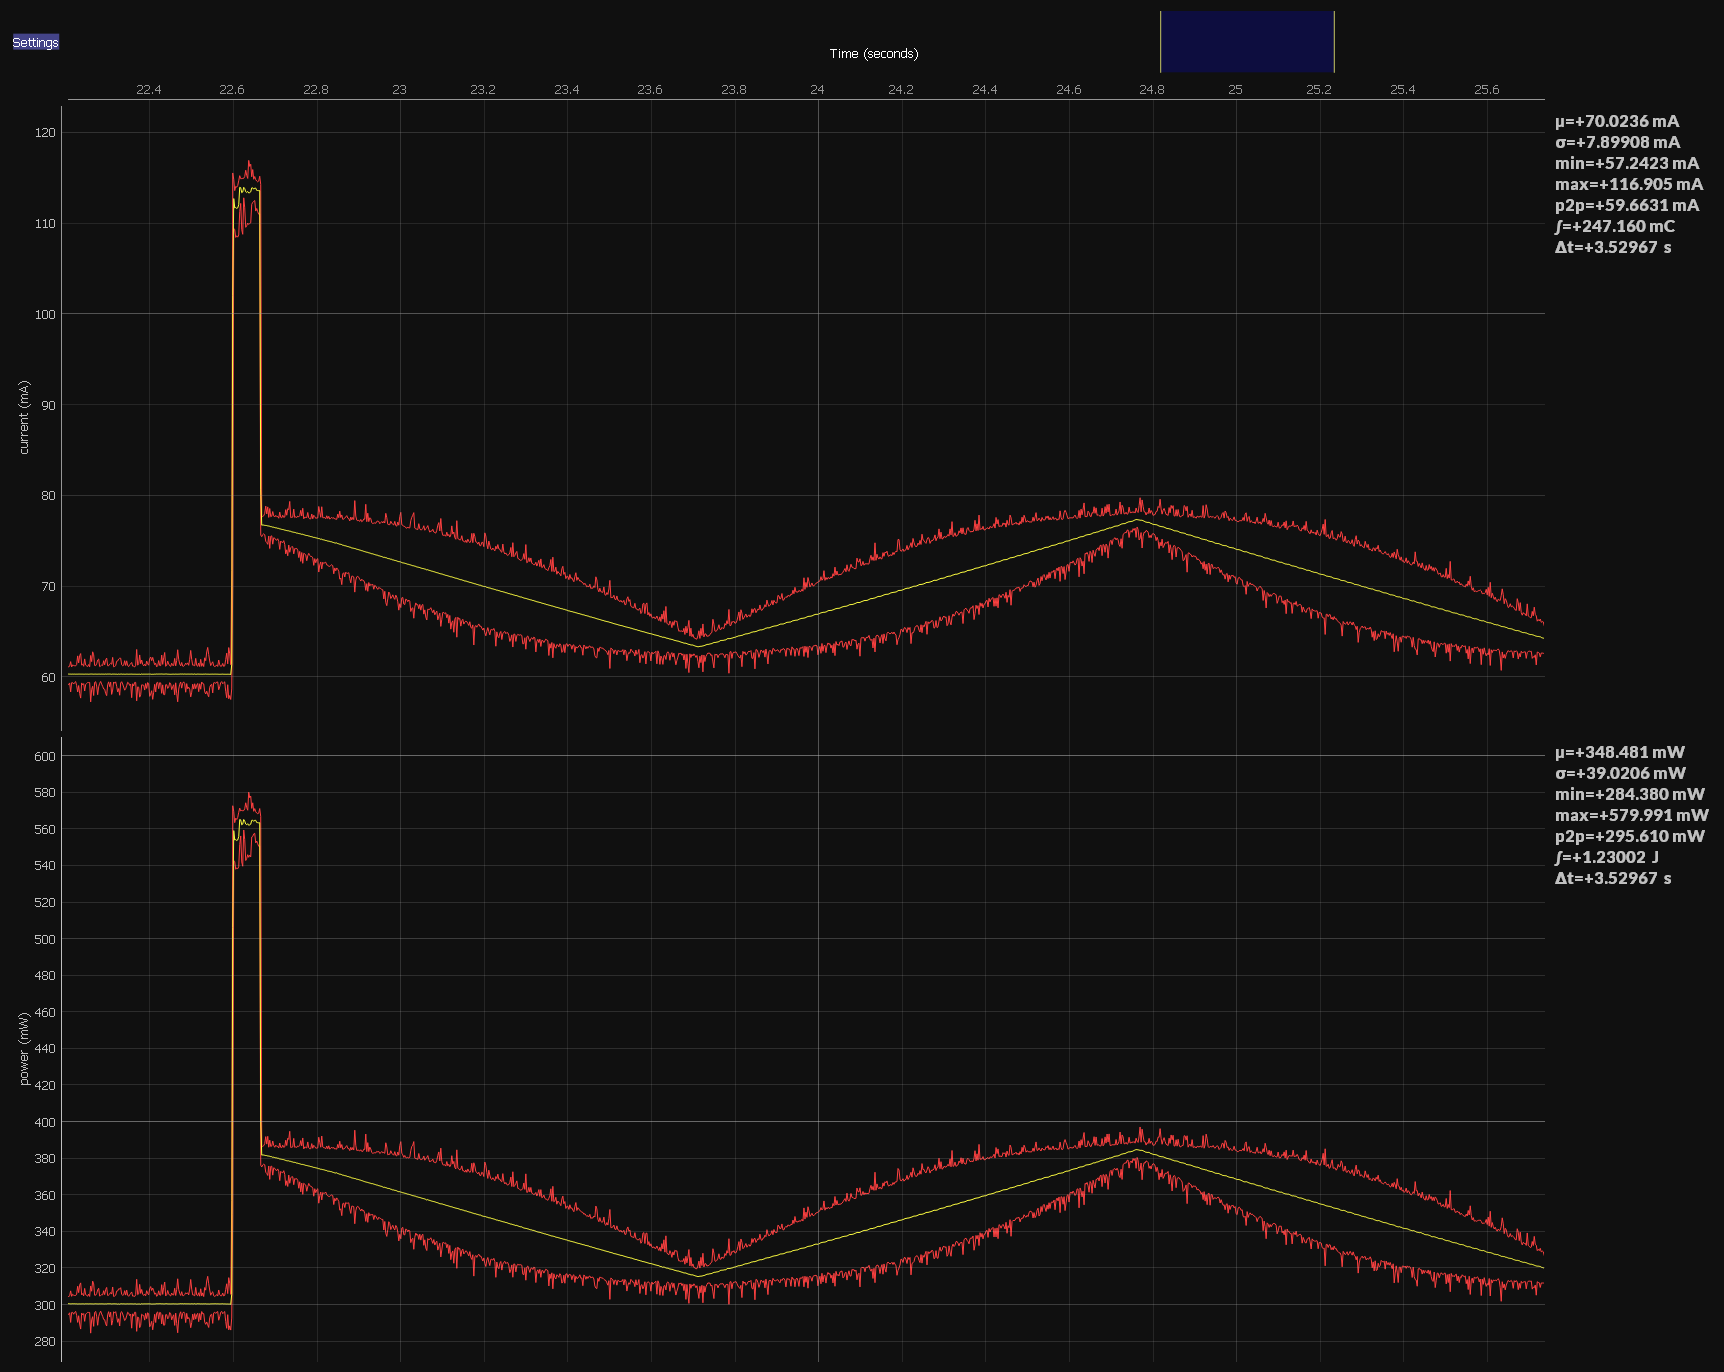 Settings
Time (seconds)
22.4 22.6 22.8 23 23.2 23.4 23.6 23.8 24 24.2 24.4 24.6 24.8 25 25.2 25.4 25.6
120
110
100
90
80
70
60
current (mA)
μ=+70.0236 mA
σ=+7.89908 mA
min=+57.2423 mA
max=+116.905 mA
p2p=+59.6631 mA
∫=+247.160 mC
Δt=+3.52967 s
600
580
560
540
520
500
480
460
440
420
400
380
360
340
320
300
280
power (mW)
μ=+348.481 mW
σ=+39.0206 mW
min=+284.380 mW
max=+579.991 mW
p2p=+295.610 mW
∫=+1.23002 J
Δt=+3.52967 s